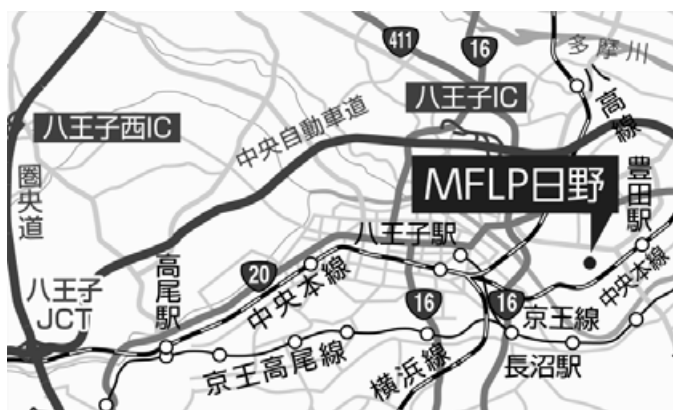 411
16
多摩川
八王子IC
八高線
八王子西IC
中央自動車道
MFLP日野
豊田駅
圏央道
八王子駅
高尾駅
20
中央本線
中央本線
八王子
JCT
16
16
京王線
京王高尾線
横浜線
長沼駅